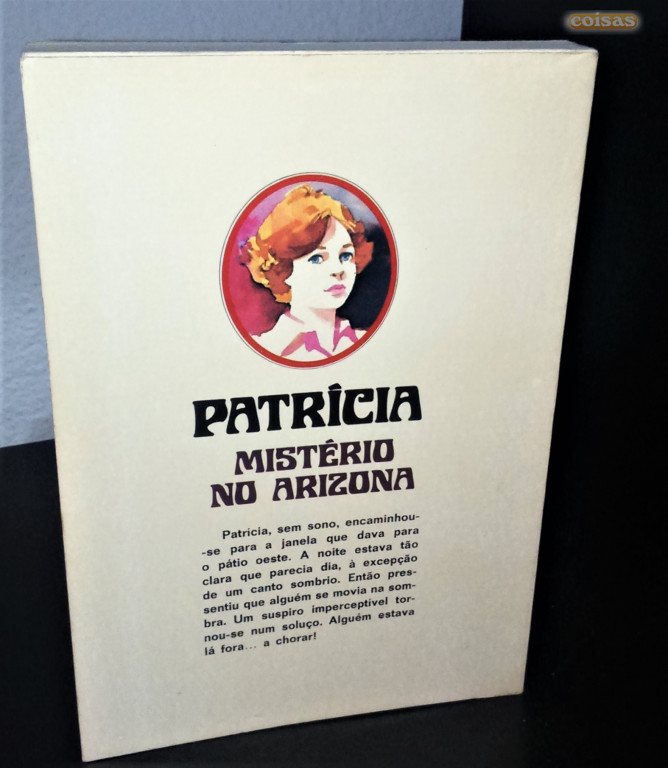 coisas
PATRÍCIA
MISTÉRIO
NO ARIZONA
Patrícia, sem sono, encaminhou-
-se para a janela que dava para
o pátio oeste. A noite estava tão
clara que parecia dia, à excepção
de um canto sombrio. Então pres-
sentiu que alguém se movia na som-
bra. Um suspiro imperceptível tor-
nou-se num soluço. Alguém estava
lá fora... a chorar!